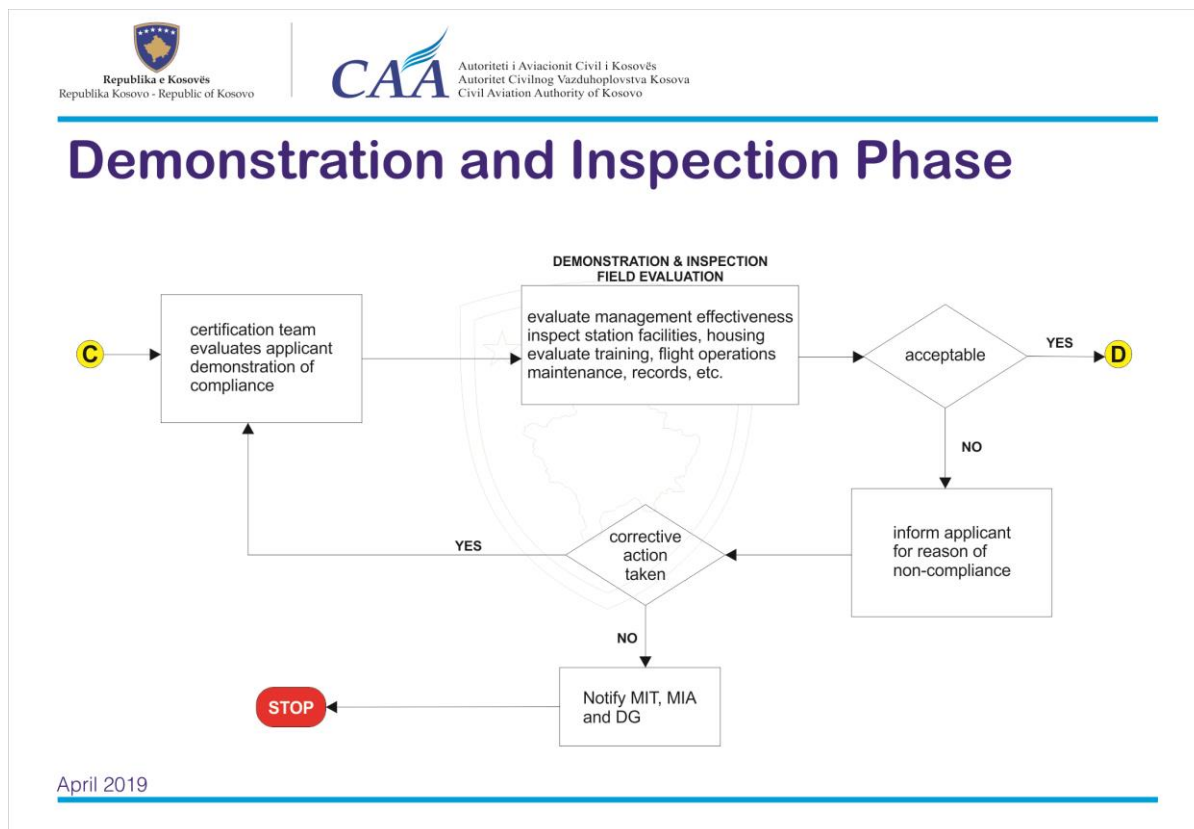 Republika e Kosovës
Republika Kosovo - Republic of Kosovo
CAA
Autoriteti i Aviacionit Civil i Kosovës
Autoritet Civilnog Vazduhoplovstva Kosova
Civil Aviation Authority of Kosovo
Demonstration and Inspection Phase
DEMONSTRATION & INSPECTION
FIELD EVALUATION
C
certification team
evaluates applicant
demonstration of
compliance
evaluate management effectiveness
inspect station facilities, housing
evaluate training, flight operations
maintenance, records, etc.
acceptable
YES
D
NO
inform applicant
for reason of
non-compliance
corrective
action
taken
YES
NO
Notify MIT, MIA
and DG
STOP
April 2019